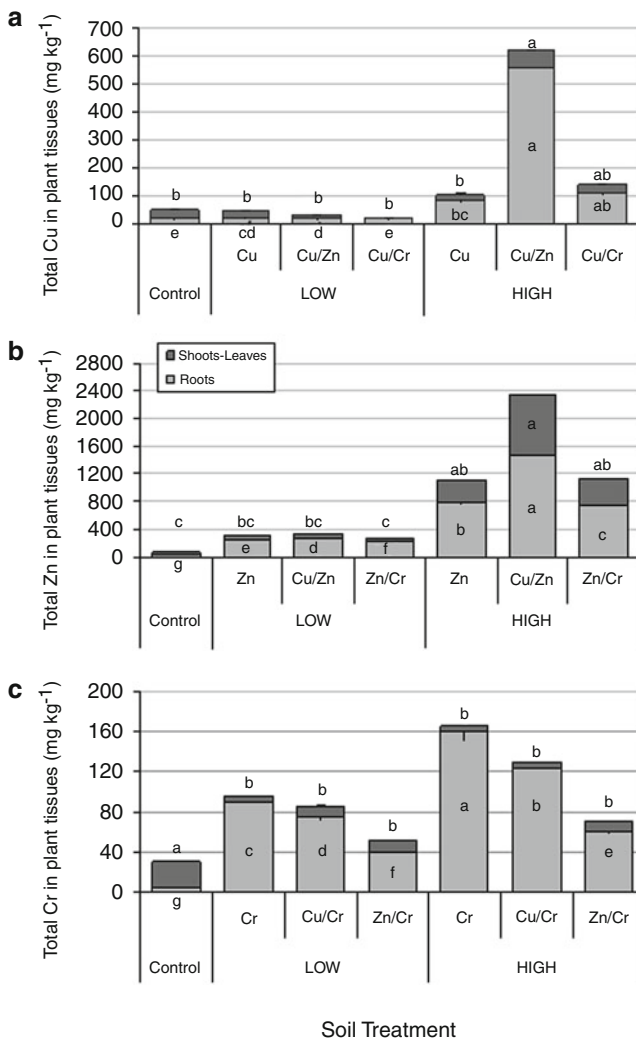 a
Total Cu in plant tissues (mg kg⁻¹)
700
600
500
400
300
200
100
0
b b b b b a ab
e cd d e bc a ab
Cu Cu/Zn Cu/Cr Cu Cu/Zn Cu/Cr
Control LOW HIGH
b
Total Zn in plant tissues (mg kg⁻¹)
2800
2400
2000
1600
1200
800
400
0
Shoots-Leaves
Roots
c bc bc c ab a ab
g e d f b a c
Zn Cu/Zn Zn/Cr Zn Cu/Zn Zn/Cr
Control LOW HIGH
c
Total Cr in plant tissues (mg kg⁻¹)
200
160
120
80
40
0
a b b b b b b
g c d f a b e
Cr Cu/Cr Zn/Cr Cr Cu/Cr Zn/Cr
Control LOW HIGH
Soil Treatment